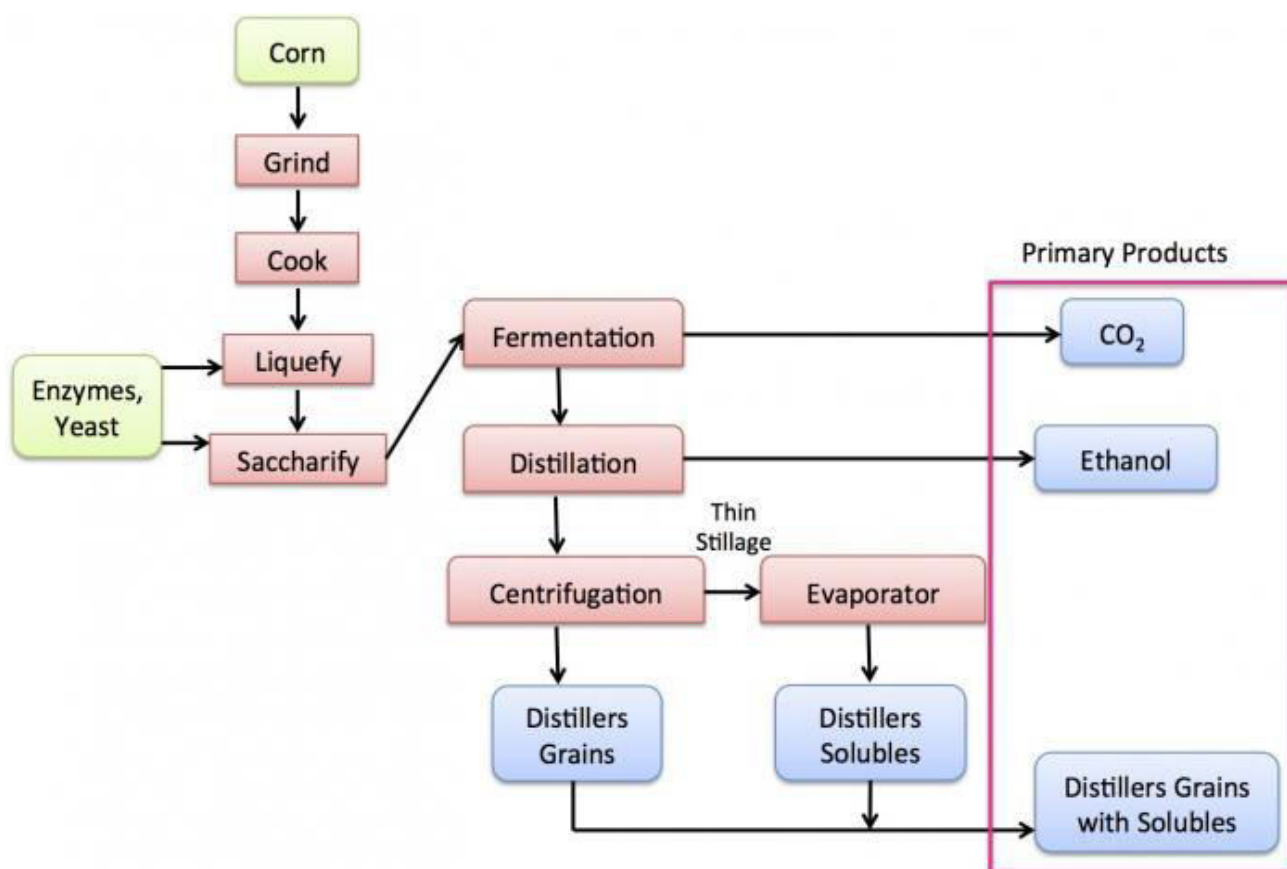 Corn
Grind
Cook
Liquefy
Enzymes,
Yeast
Saccharify
Fermentation
Distillation
Thin
Stillage
Centrifugation
Evaporator
Distillers
Grains
Distillers
Solubles
Primary Products
CO₂
Ethanol
Distillers Grains
with Solubles